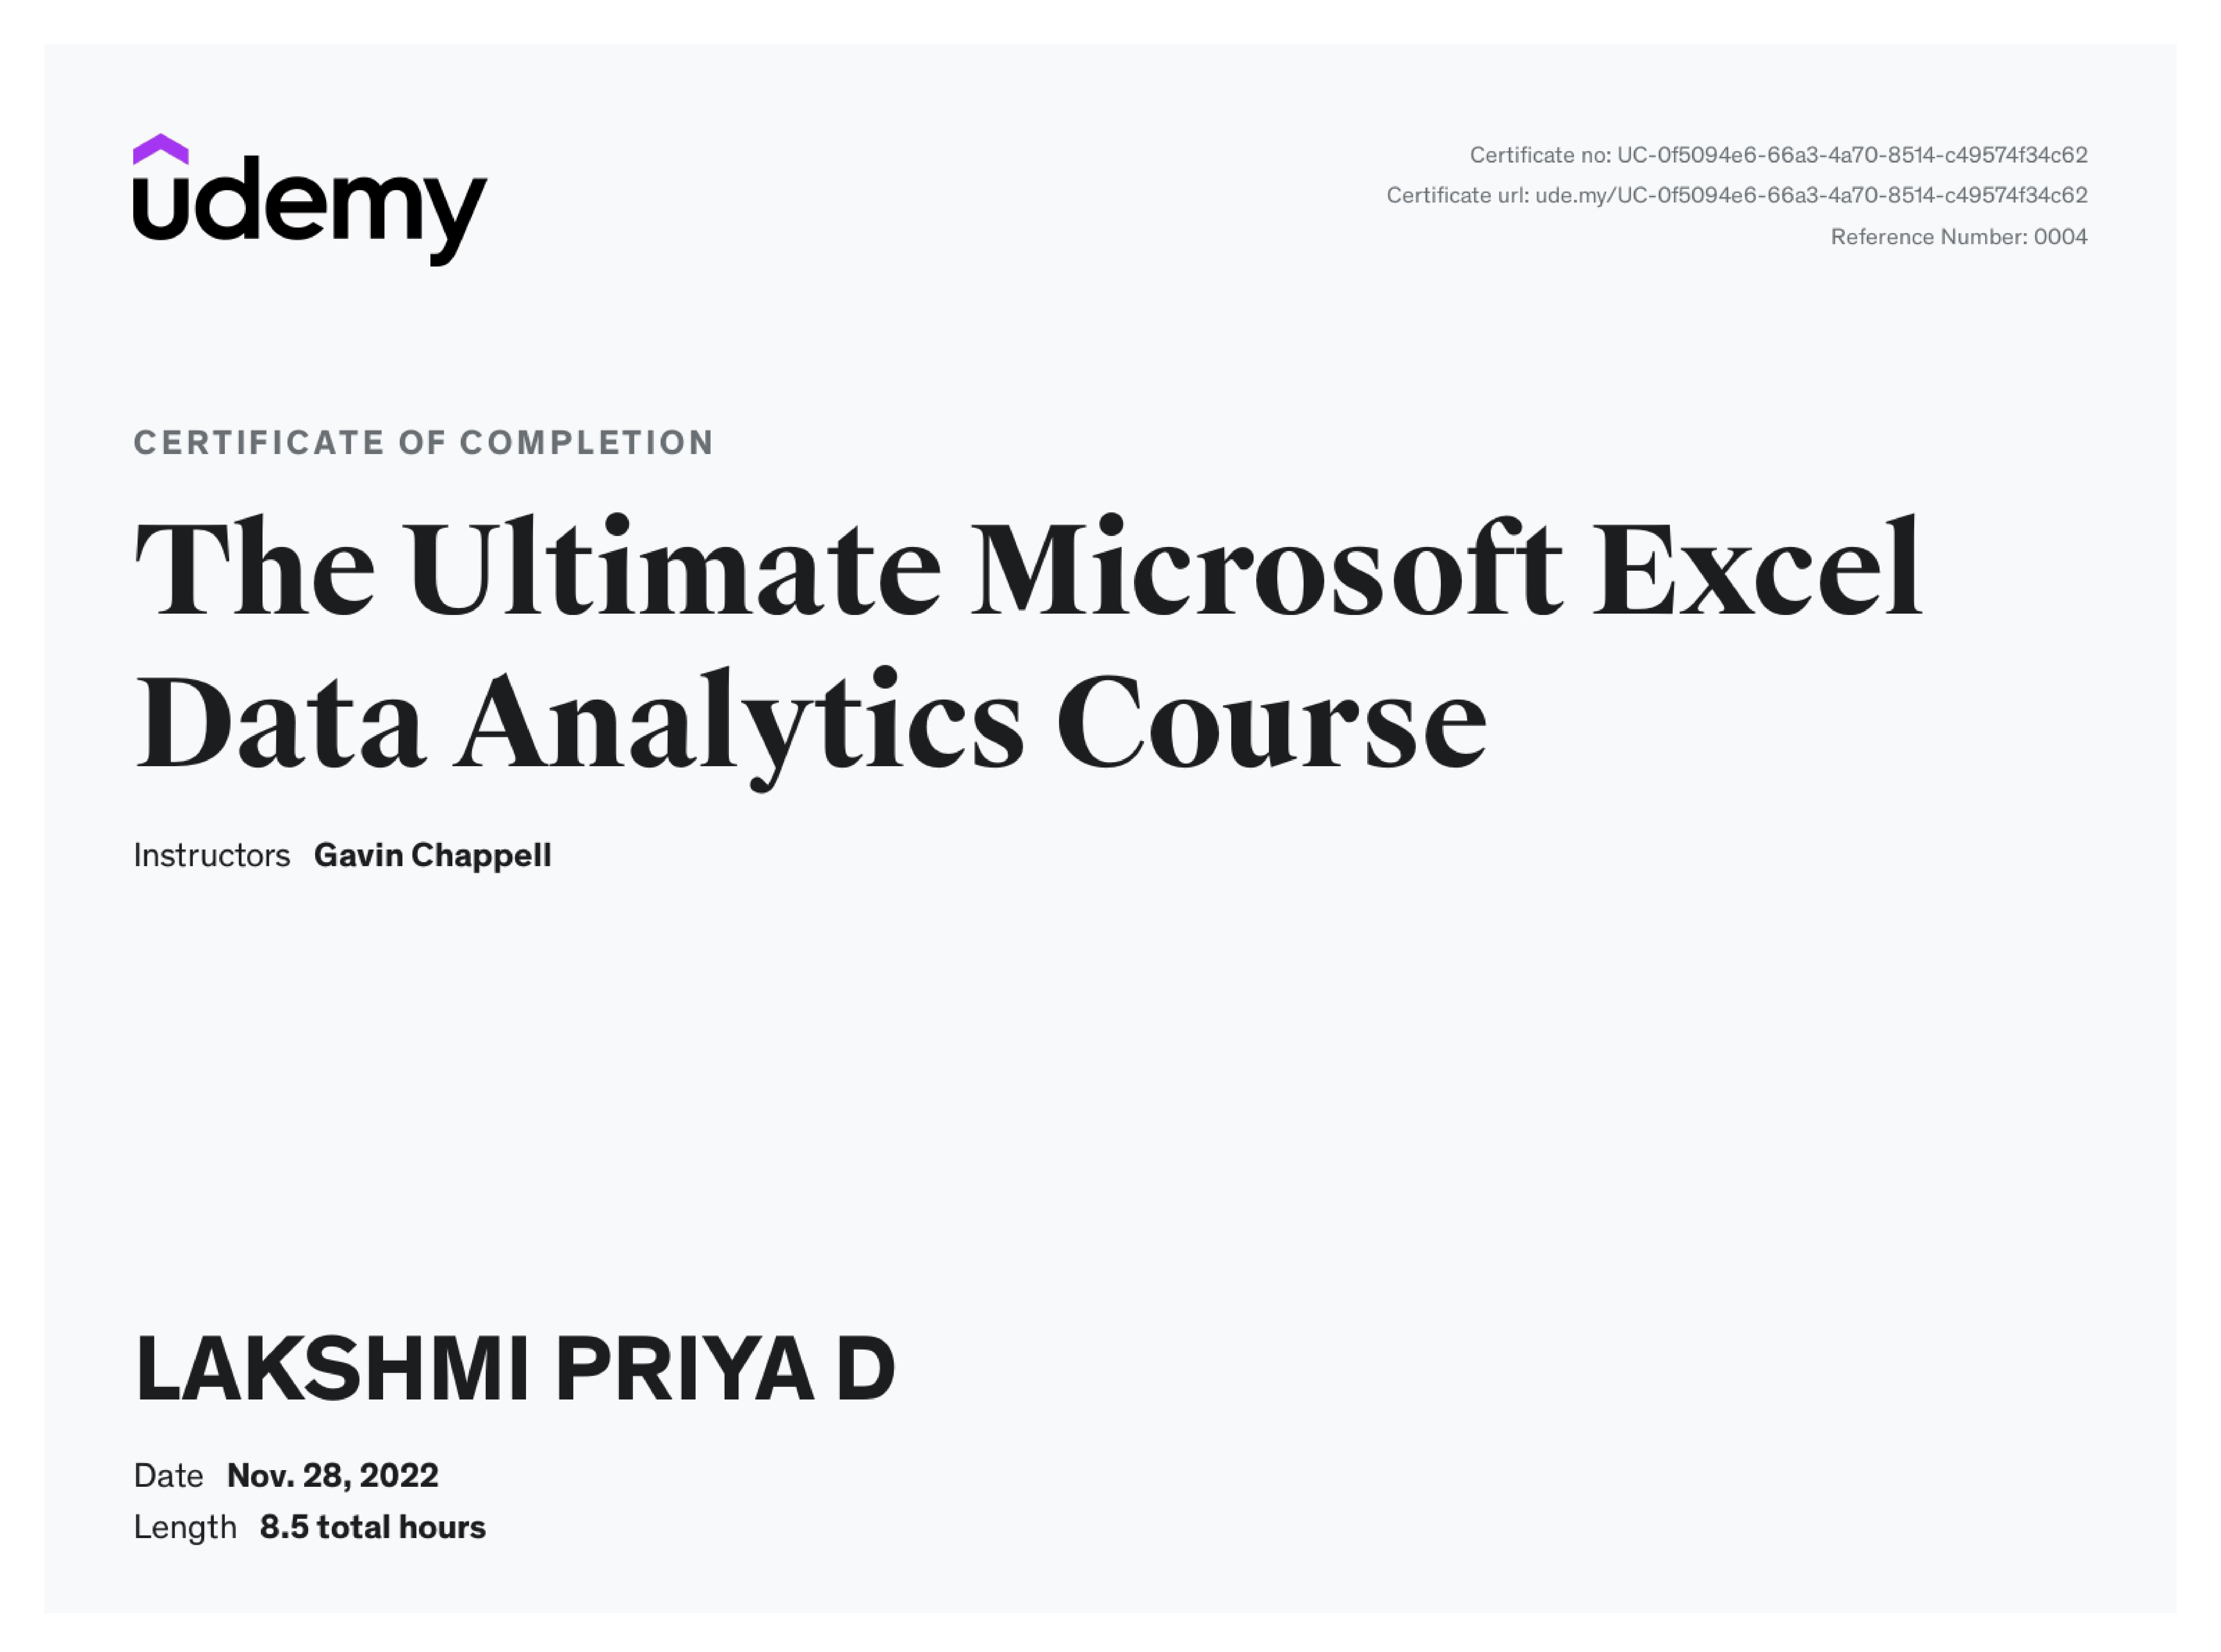 udemy
Certificate no: UC-0f5094e6-66a3-4a70-8514-c49574f34c62
Certificate url: ude.my/UC-0f5094e6-66a3-4a70-8514-c49574f34c62
Reference Number: 0004
CERTIFICATE OF COMPLETION
The Ultimate Microsoft Excel
Data Analytics Course
Instructors Gavin Chappell
LAKSHMI PRIYA D
Date Nov. 28, 2022
Length 8.5 total hours